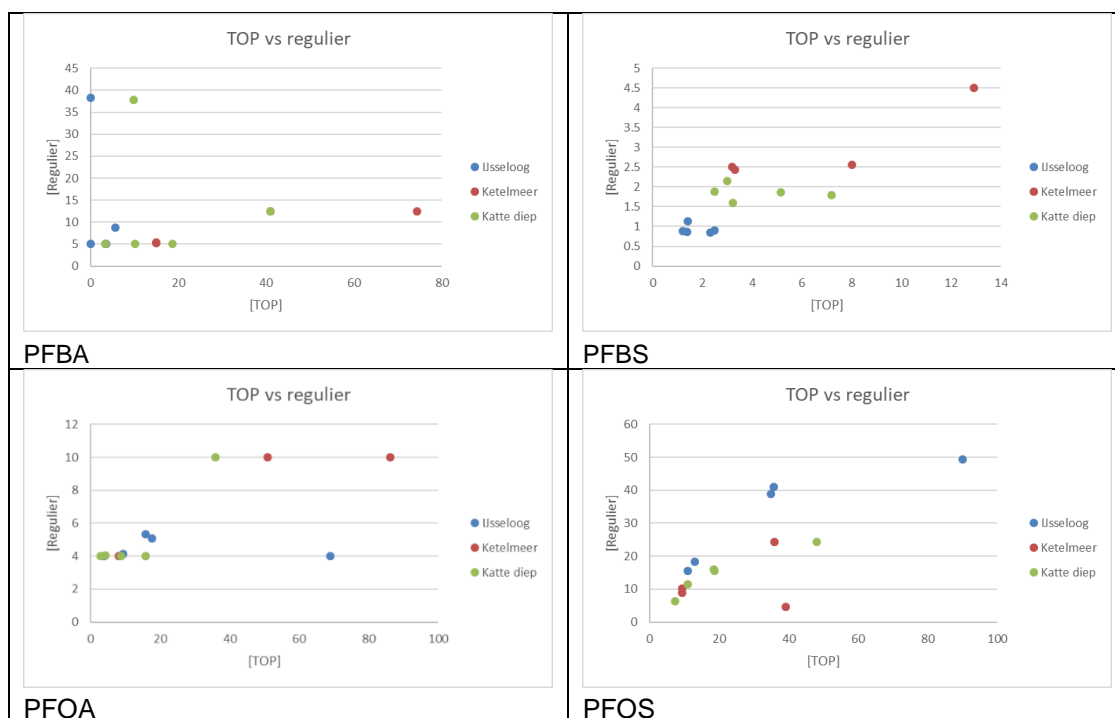 TOP vs regulier
45
40
35
30
25
20
15
10
5
0
[Regulier]
0 20 40 60 80
[TOP]
IJsseloog
Ketelmeer
Katte diep
PFBA
TOP vs regulier
5
4.5
4
3.5
3
2.5
2
1.5
1
0.5
0
[Regulier]
0 2 4 6 8 10 12 14
[TOP]
IJsseloog
Ketelmeer
Katte diep
PFBS
TOP vs regulier
12
10
8
6
4
2
0
[Regulier]
0 20 40 60 80 100
[TOP]
IJsseloog
Ketelmeer
Katte diep
PFOA
TOP vs regulier
60
50
40
30
20
10
0
[Regulier]
0 20 40 60 80 100
[TOP]
IJsseloog
Ketelmeer
Katte diep
PFOS